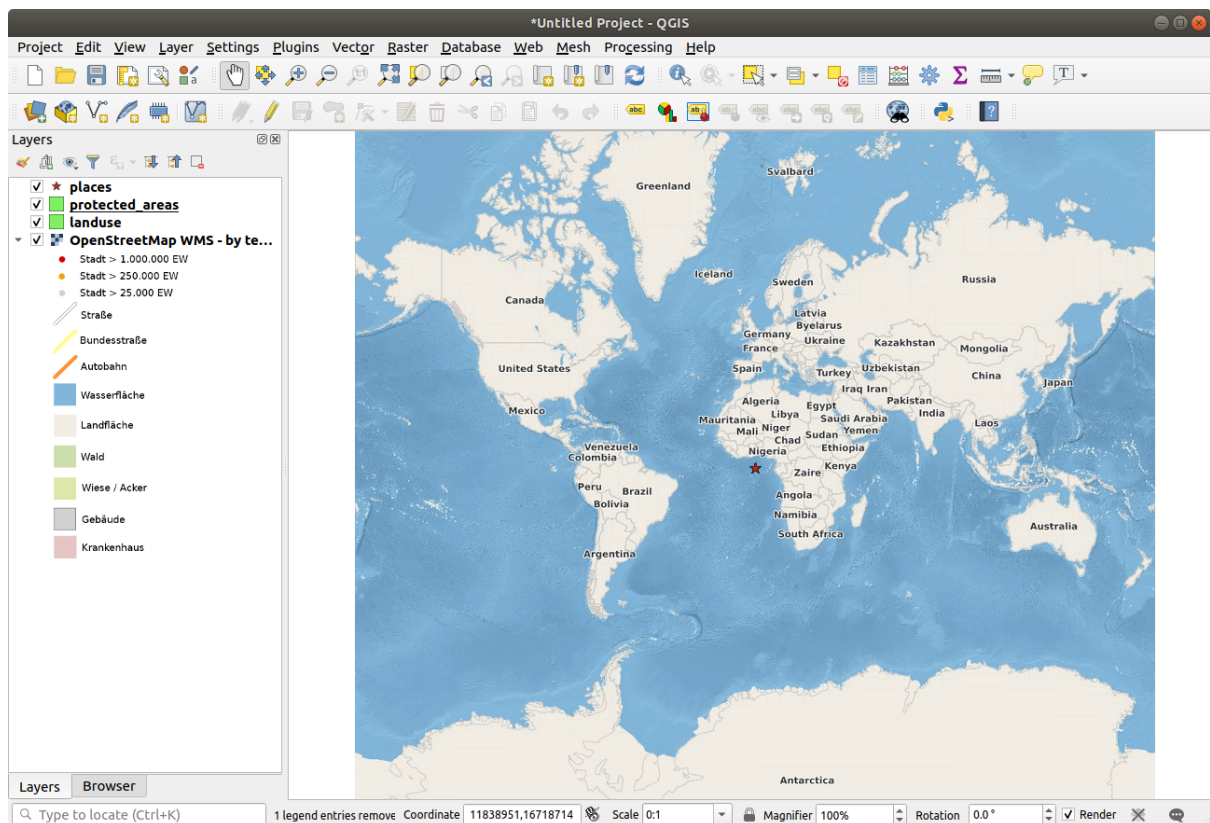 *Untitled Project - QGIS
Project Edit View Layer Settings Plugins Vector Raster Database Web Mesh Processing Help
Layers
places
protected_areas
landuse
OpenStreetMap WMS - by te...
Stadt > 1.000.000 EW
Stadt > 250.000 EW
Stadt > 25.000 EW
Straße
Bundesstraße
Autobahn
Wasserfläche
Landfläche
Wald
Wiese / Acker
Gebäude
Krankenhaus
Svalbard
Greenland
Iceland
Sweden
Russia
Canada
Latvia
Byelarus
Germany
Ukraine
France
Kazakhstan
Mongolia
United States
Spain
Turkey
Uzbekistan
China
Japan
Iraq Iran
Algeria
Egypt
Pakistan
Mexico
Libya
Saudi Arabia
India
Mauritania
Mali
Niger
Yemen
Laos
Chad
Sudan
Venezuela
Nigeria
Ethiopia
Colombia
Zaire
Kenya
Peru
Brazil
Angola
Bolivia
Namibia
Australia
South Africa
Argentina
Antarctica
Layers Browser
Type to locate (Ctrl+K) 1 legend entries remove Coordinate 11838951,16718714 Scale 0:1 Magnifier 100% Rotation 0.0 ° Render